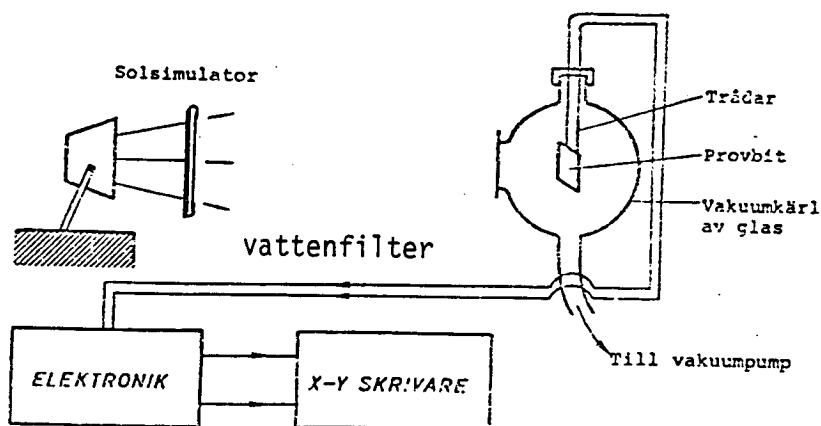 Solsimulator
Trådar
Provbit
Vakuumkärl
av glas
vattenfilter
Till vakuumpump
ELEKTRONIK
X-Y SKRIVARE